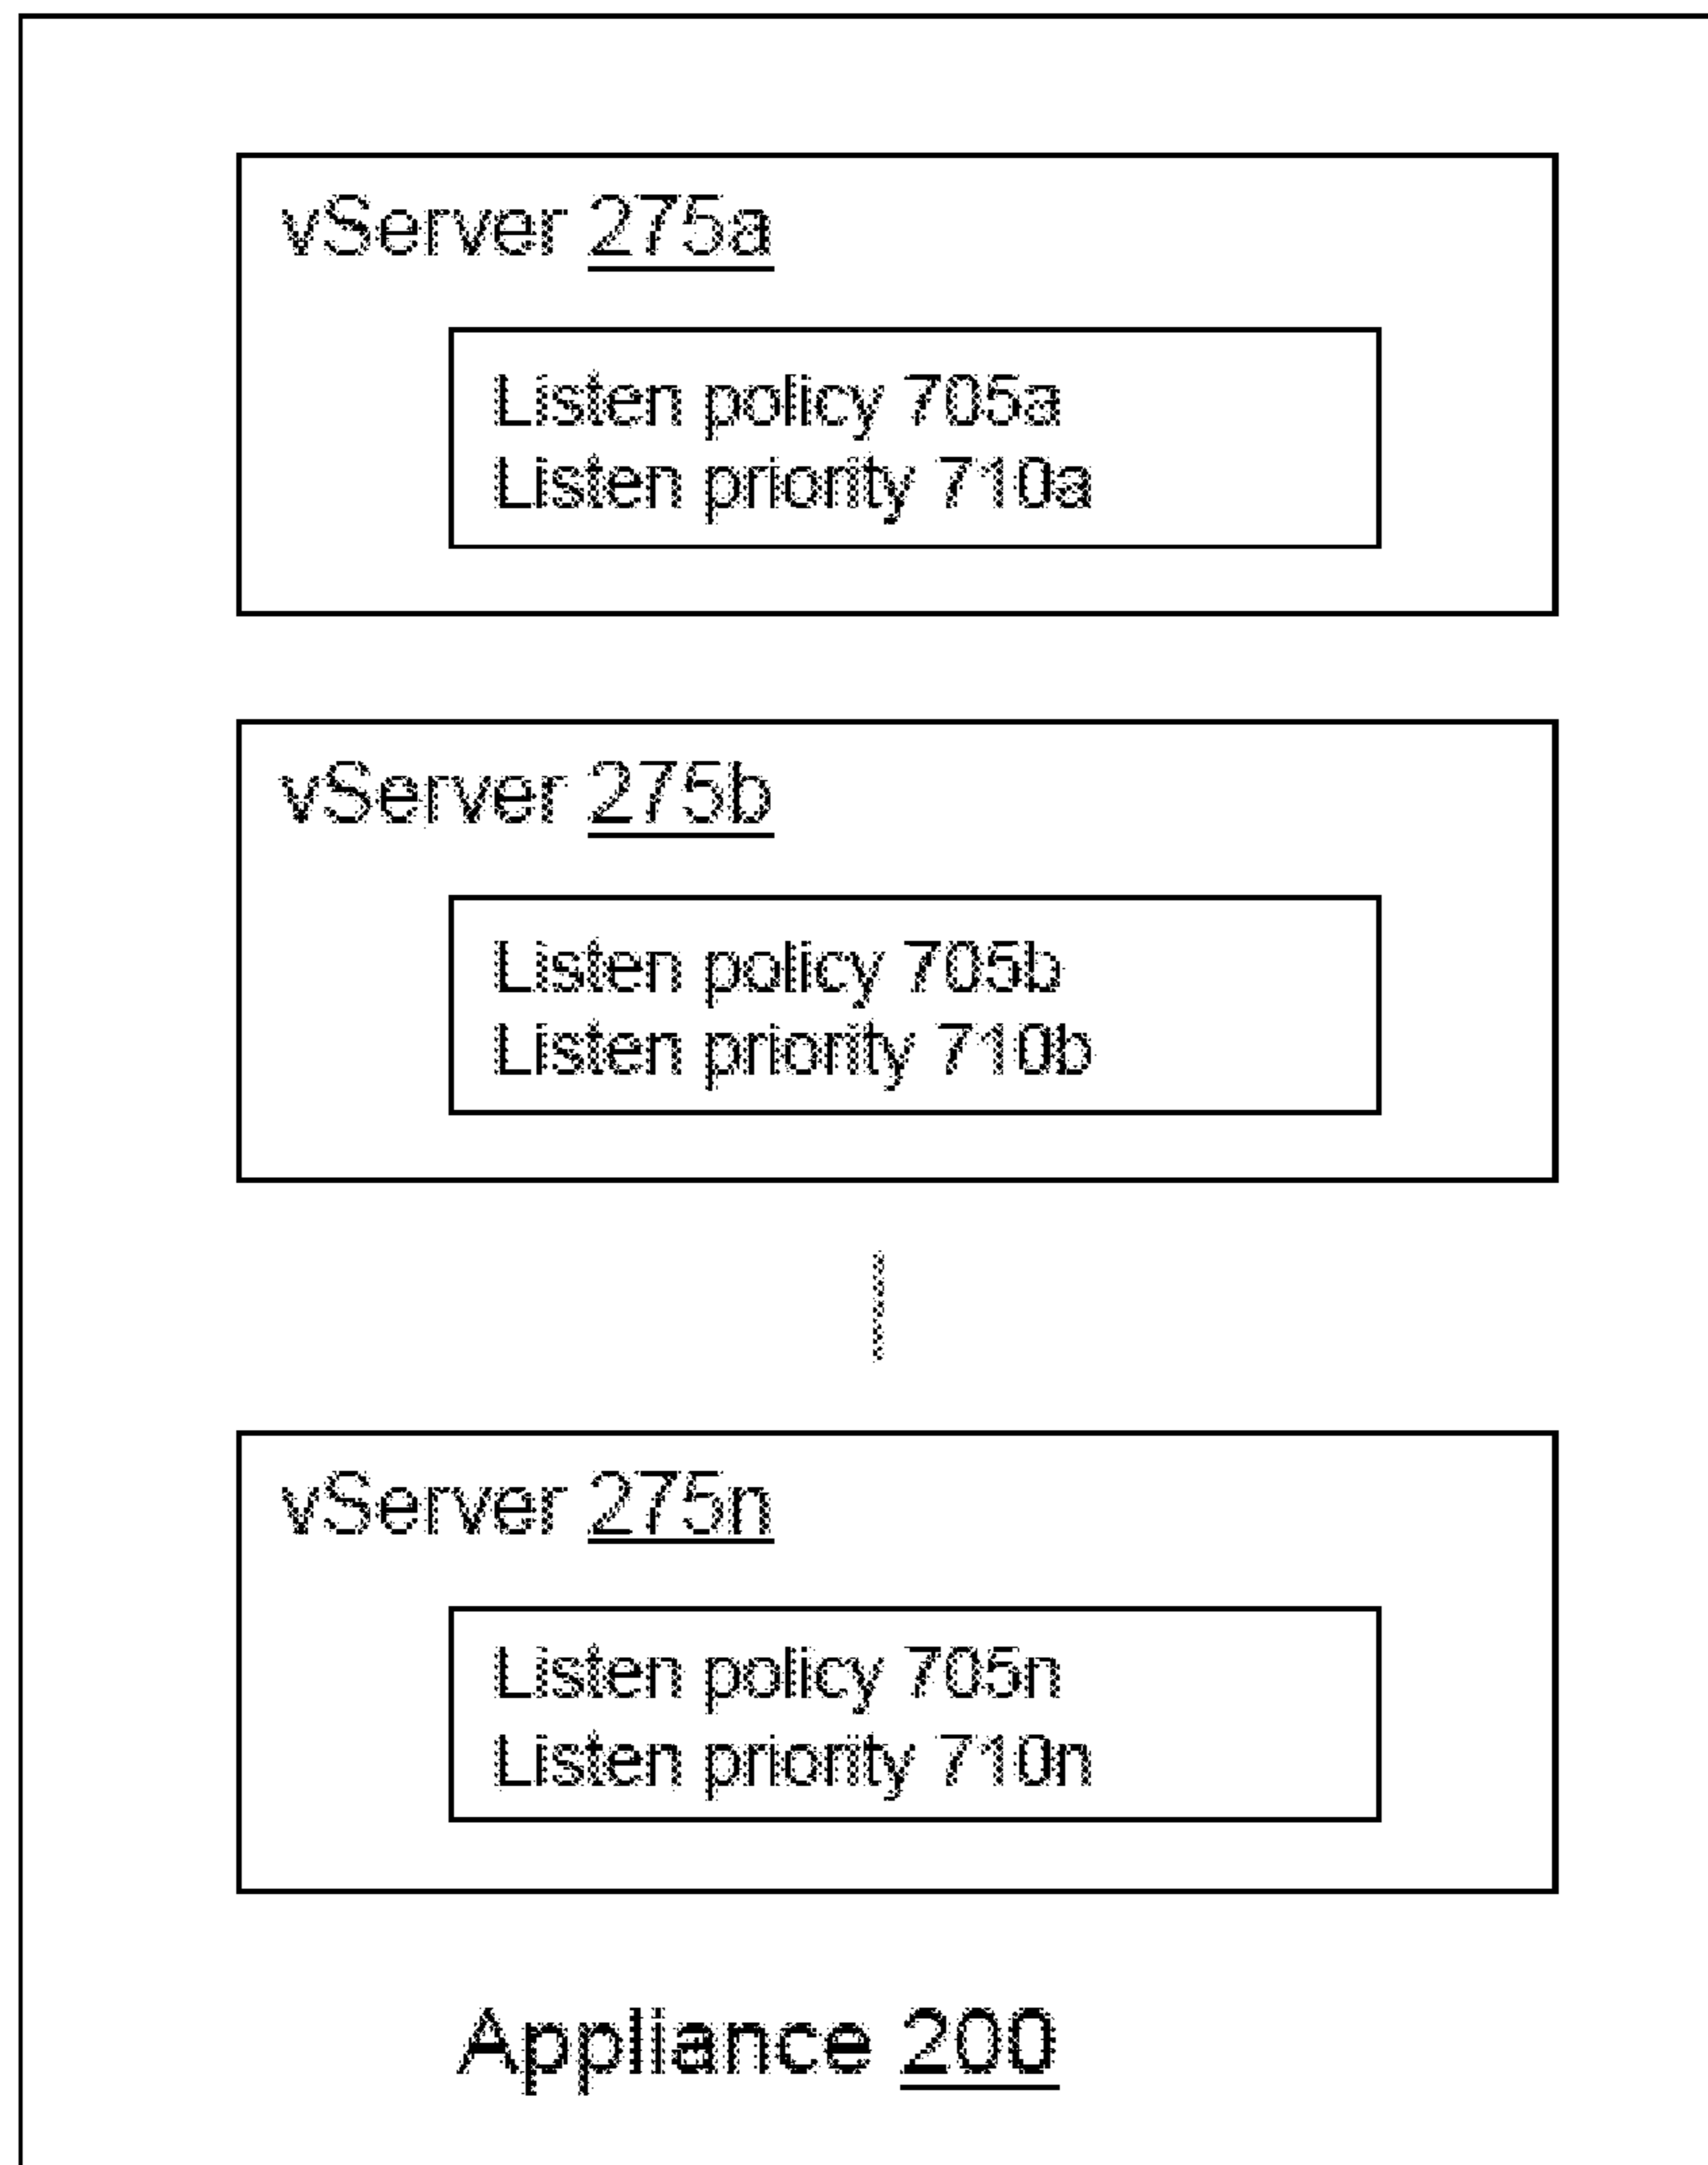 vServer 275a
Listen policy 705a
Listen priority 710a
vServer 275b
Listen policy 705b
Listen priority 710b
vServer 275n
Listen policy 705n
Listen priority 710n
Appliance 200